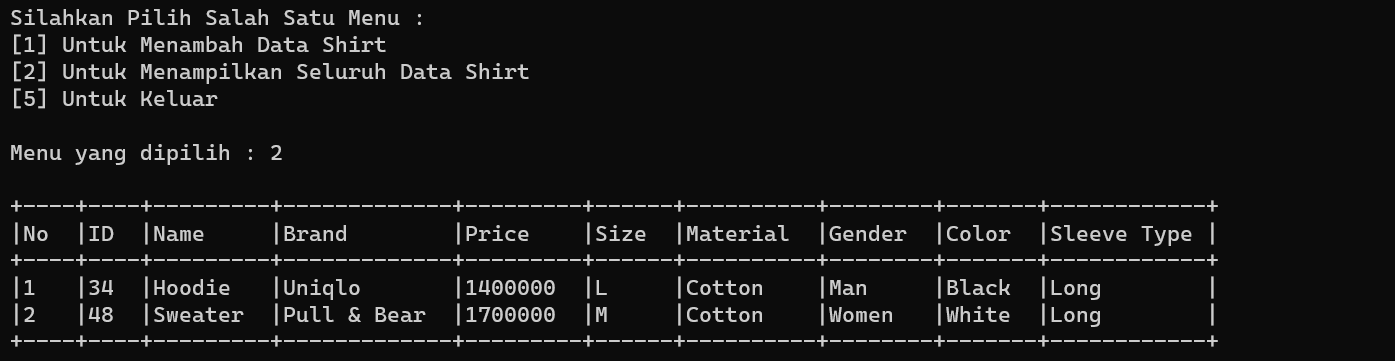 Silahkan Pilih Salah Satu Menu :
[1] Untuk Menambah Data Shirt
[2] Untuk Menampilkan Seluruh Data Shirt
[5] Untuk Keluar

Menu yang dipilih : 2

+----+----+---------+-------------+---------+------+----------+--------+-------+------------+
|No  |ID  |Name     |Brand        |Price    |Size  |Material  |Gender  |Color  |Sleeve Type |
+----+----+---------+-------------+---------+------+----------+--------+-------+------------+
|1   |34  |Hoodie   |Uniqlo       |1400000  |L     |Cotton    |Man     |Black  |Long        |
|2   |48  |Sweater  |Pull & Bear  |1700000  |M     |Cotton    |Women   |White  |Long        |
+----+----+---------+-------------+---------+------+----------+--------+-------+------------+